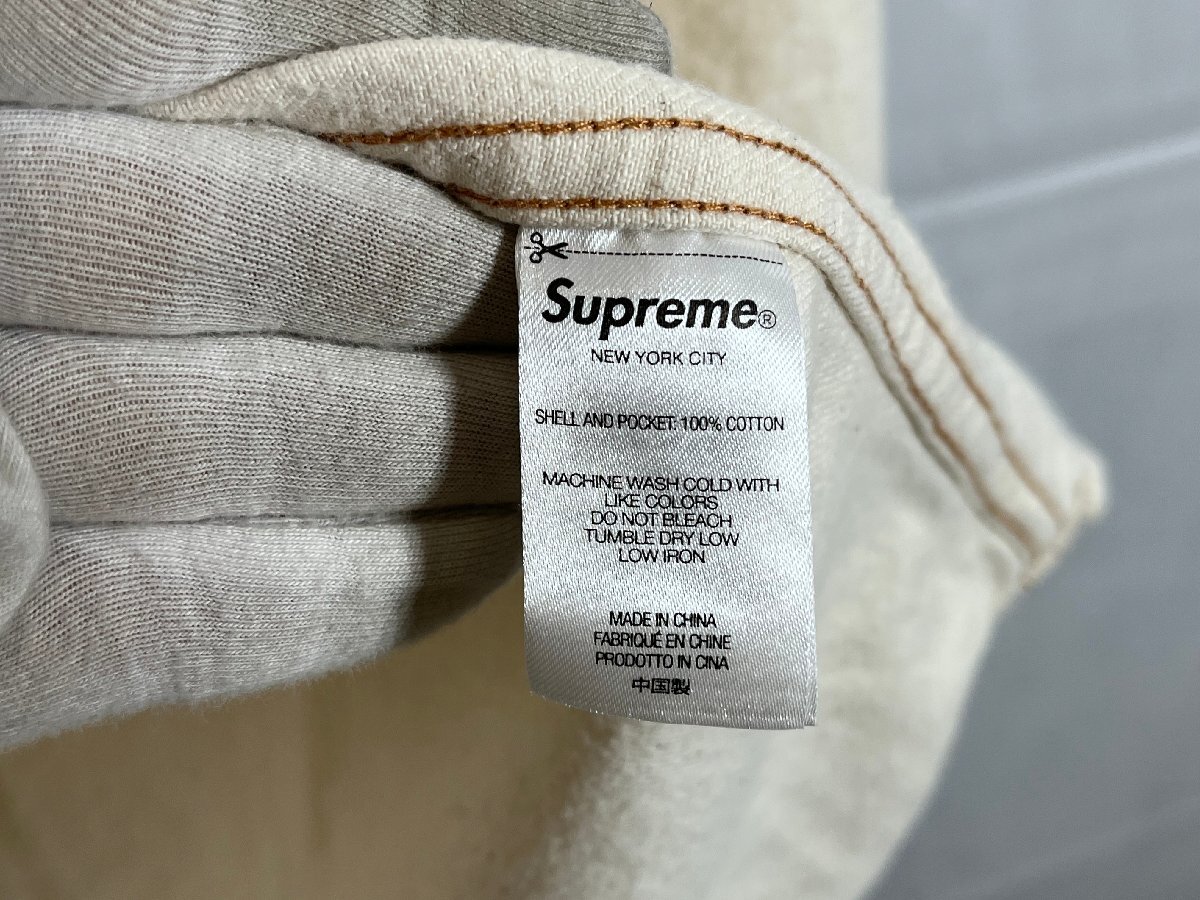 Supreme®
NEW YORK CITY
SHELL AND POCKET: 100% COTTON
MACHINE WASH COLD WITH
LIKE COLORS
DO NOT BLEACH
TUMBLE DRY LOW
LOW IRON
MADE IN CHINA
FABRIQUÉ EN CHINE
PRODOTTO IN CINA
中国製